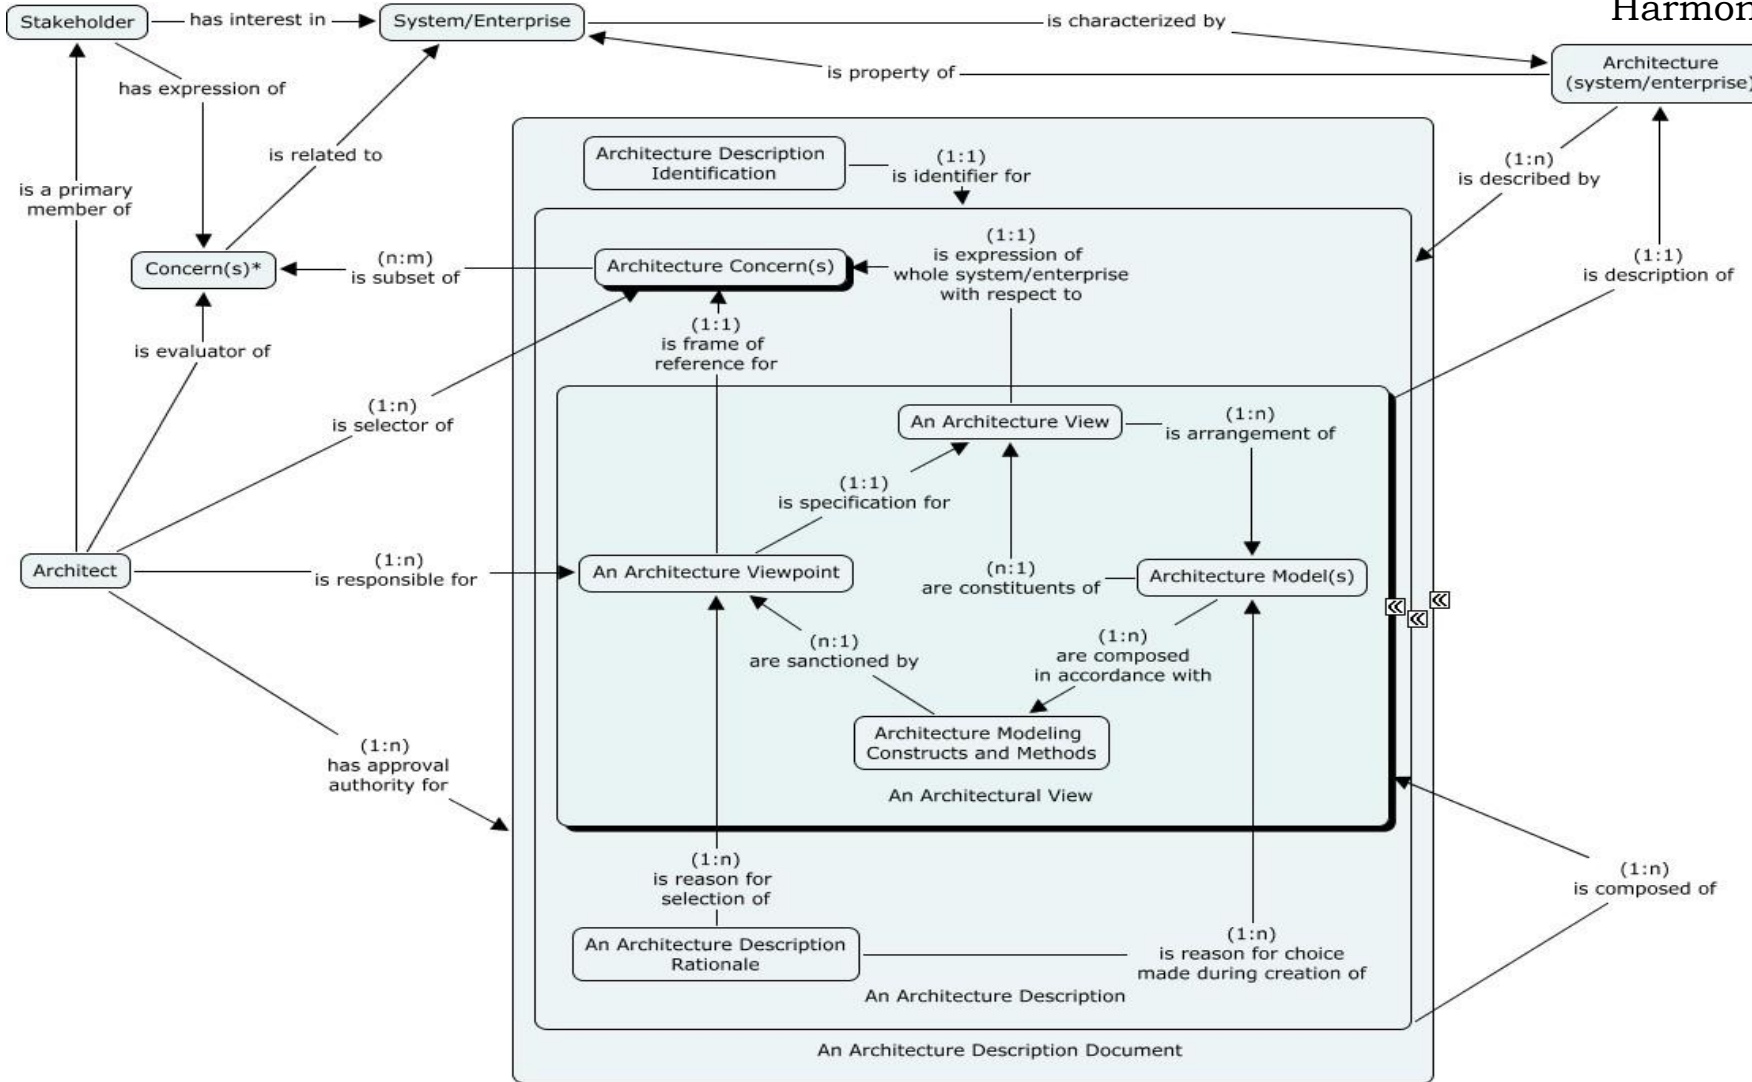 Harmon
Stakeholder
has interest in
System/Enterprise
is characterized by
is property of
Architecture
(system/enterprise)
has expression of
is related to
is a primary
member of
Architecture Description
Identification
(1:1)
is identifier for
(1:n)
is described by
Concern(s)*
(n:m)
is subset of
Architecture Concern(s)
(1:1)
is expression of
whole system/enterprise
with respect to
(1:1)
is description of
is evaluator of
(1:1)
is frame of
reference for
(1:n)
is selector of
An Architecture View
(1:n)
is arrangement of
(1:1)
is specification for
Architect
(1:n)
is responsible for
An Architecture Viewpoint
(n:1)
are constituents of
Architecture Model(s)
(n:1)
are sanctioned by
(1:n)
are composed
in accordance with
Architecture Modeling
Constructs and Methods
(1:n)
has approval
authority for
An Architectural View
(1:n)
is reason for
selection of
(1:n)
is composed of
An Architecture Description
Rationale
(1:n)
is reason for choice
made during creation of
An Architecture Description
An Architecture Description Document